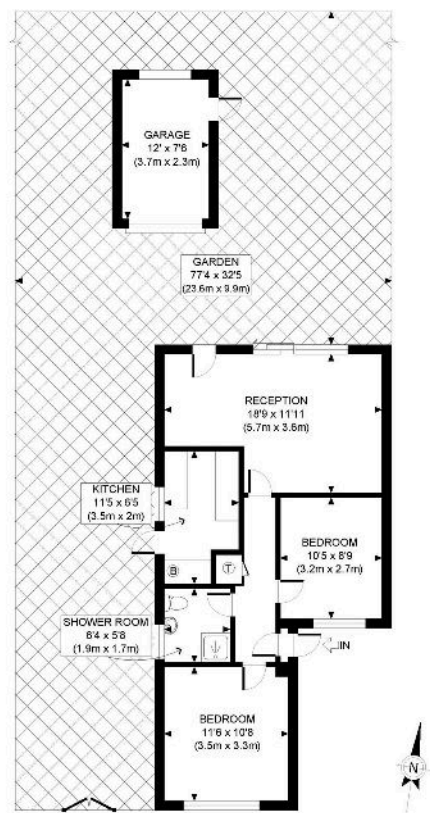 GARAGE
12' x 7'6
(3.7m x 2.3m)
GARDEN
77'4 x 32'5
(23.6m x 9.9m)
RECEPTION
18'9 x 11'11
(5.7m x 3.6m)
KITCHEN
11'5 x 6'5
(3.5m x 2m)
BEDROOM
10'5 x 8'9
(3.2m x 2.7m)
B
T
SHOWER ROOM
6'4 x 5'8
(1.9m x 1.7m)
IN
BEDROOM
11'6 x 10'8
(3.5m x 3.3m)
N